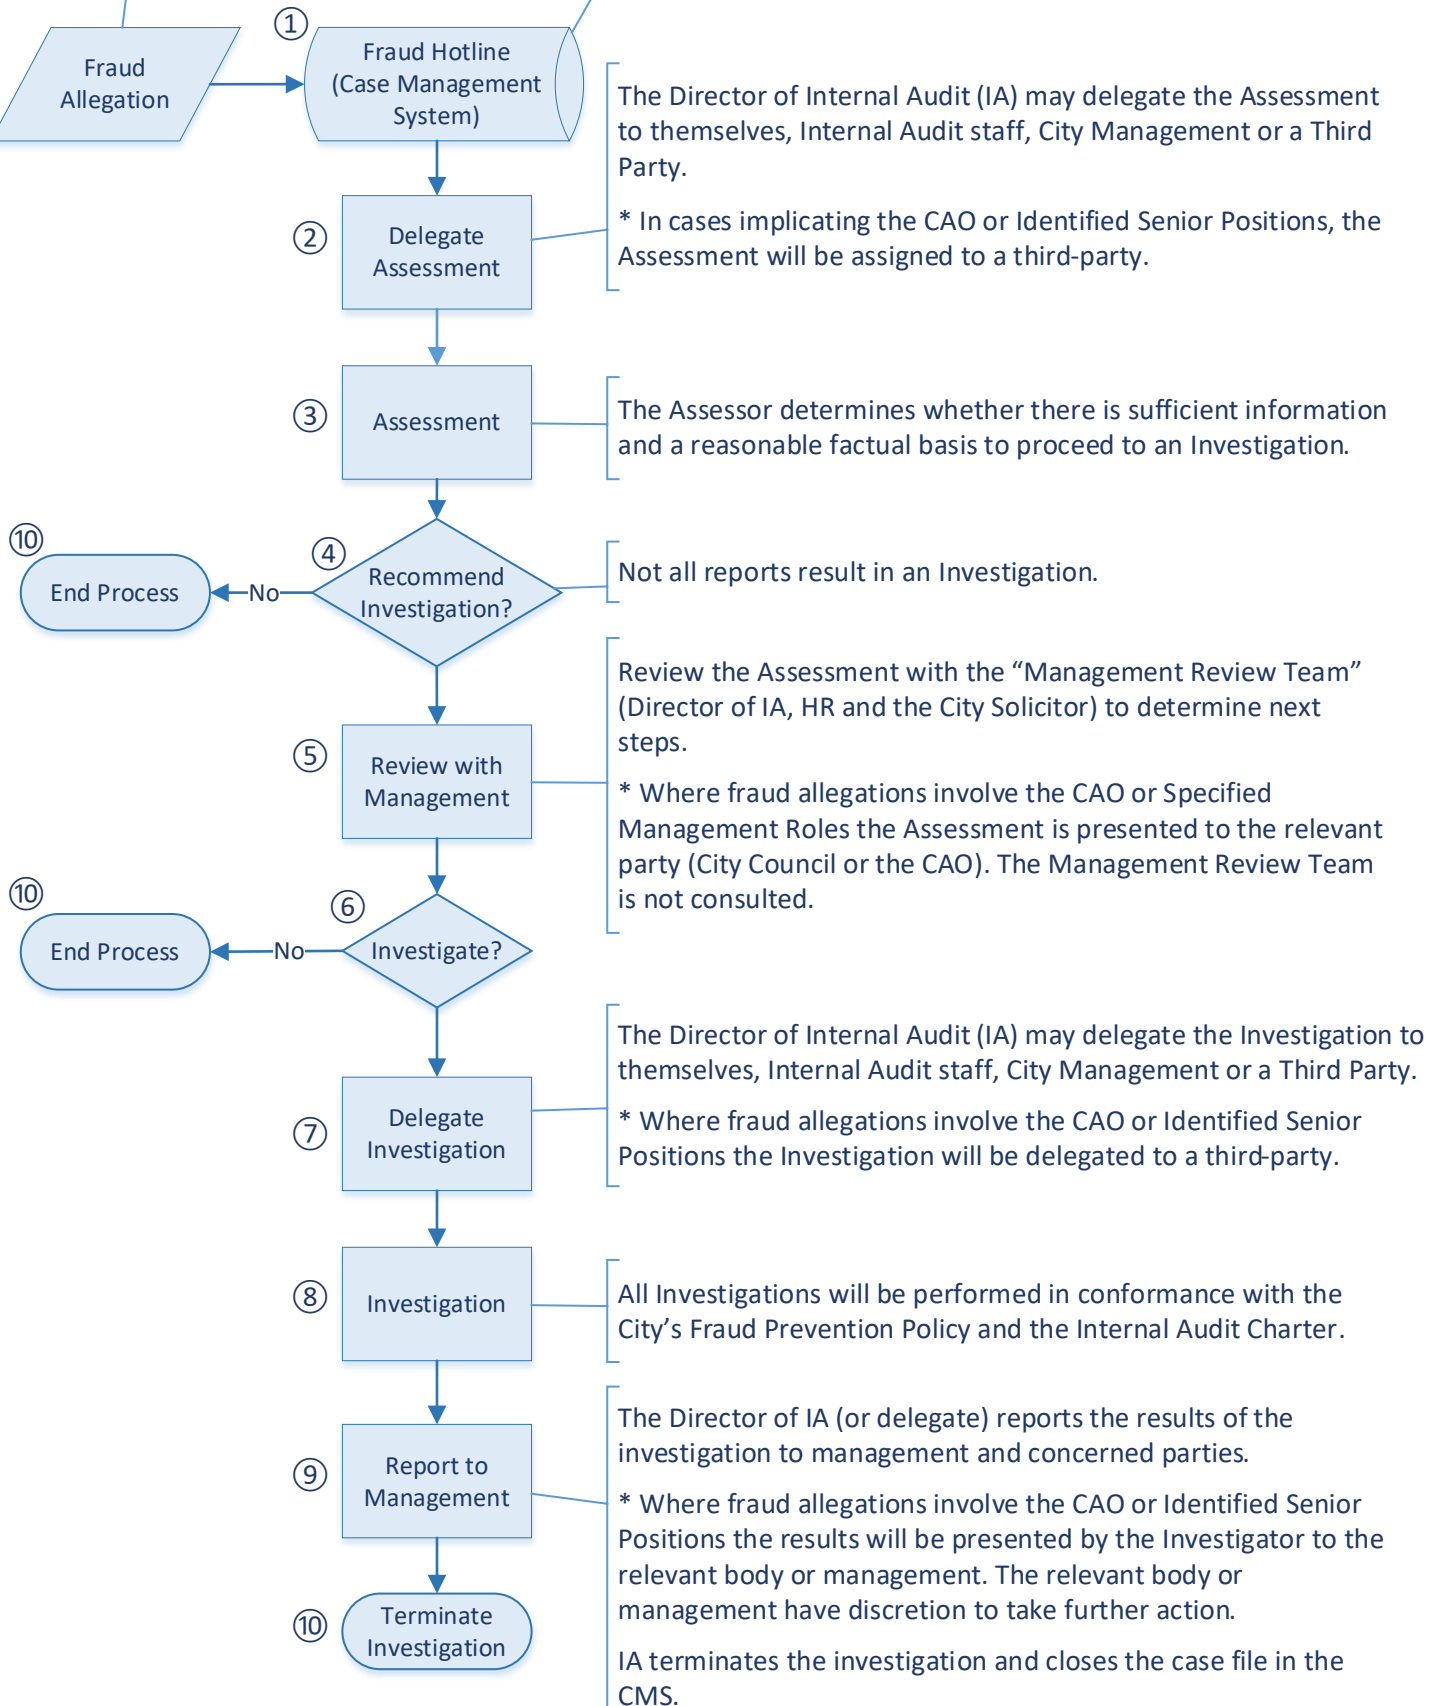 ①
Fraud
Allegation
Fraud Hotline
(Case Management
System)
The Director of Internal Audit (IA) may delegate the Assessment
to themselves, Internal Audit staff, City Management or a Third
Party.
* In cases implicating the CAO or Identified Senior Positions, the
Assessment will be assigned to a third-party.
②
Delegate
Assessment
③
Assessment
The Assessor determines whether there is sufficient information
and a reasonable factual basis to proceed to an Investigation.
⑩
End Process
No
④
Recommend
Investigation?
Not all reports result in an Investigation.
⑤
Review with
Management
Review the Assessment with the “Management Review Team”
(Director of IA, HR and the City Solicitor) to determine next
steps.
* Where fraud allegations involve the CAO or Specified
Management Roles the Assessment is presented to the relevant
party (City Council or the CAO). The Management Review Team
is not consulted.
⑩
End Process
No
⑥
Investigate?
⑦
Delegate
Investigation
The Director of Internal Audit (IA) may delegate the Investigation to
themselves, Internal Audit staff, City Management or a Third Party.
* Where fraud allegations involve the CAO or Identified Senior
Positions the Investigation will be delegated to a third-party.
⑧
Investigation
All Investigations will be performed in conformance with the
City’s Fraud Prevention Policy and the Internal Audit Charter.
⑨
Report to
Management
The Director of IA (or delegate) reports the results of the
investigation to management and concerned parties.
* Where fraud allegations involve the CAO or Identified Senior
Positions the results will be presented by the Investigator to the
relevant body or management. The relevant body or
management have discretion to take further action.
IA terminates the investigation and closes the case file in the
CMS.
⑩
Terminate
Investigation